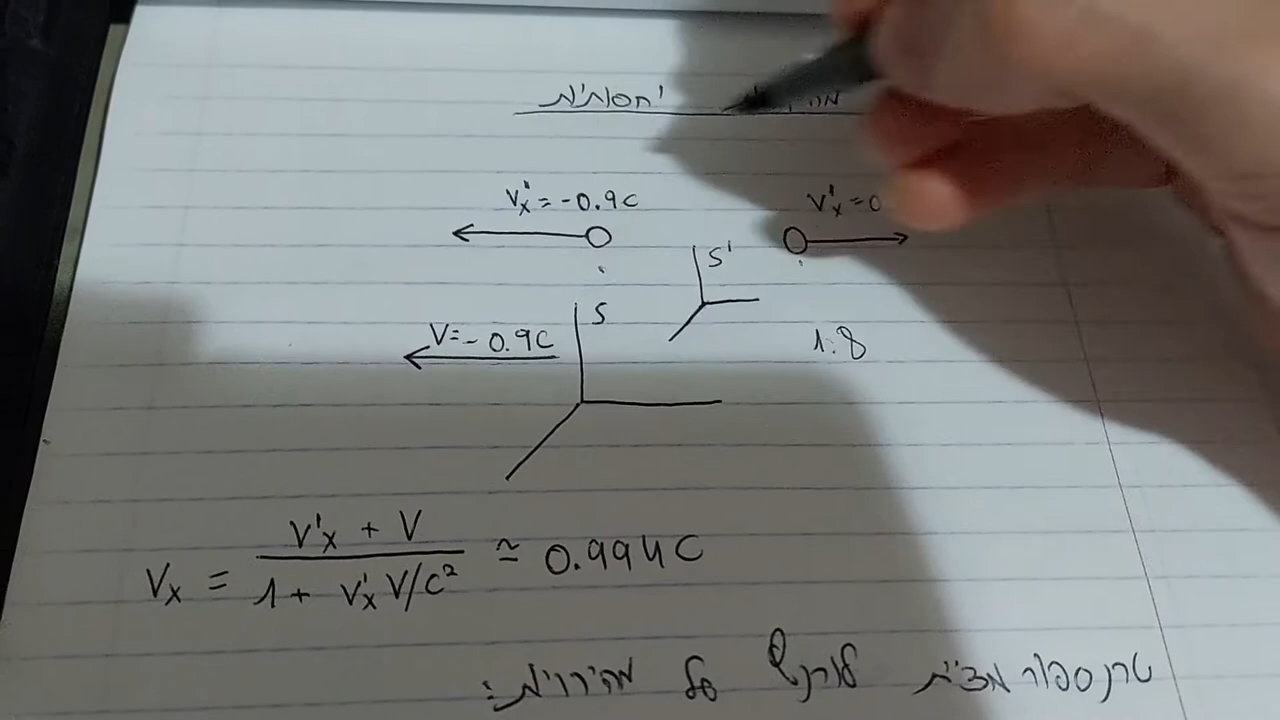 יחסותית
V'x = -0.9C V'x = 0
S'
S
V = -0.9C 1.8
Vx = (V'x + V) / (1 + V'x V/C²) ≃ 0.994C
טרנספורמצית לורנץ של מהירויות: